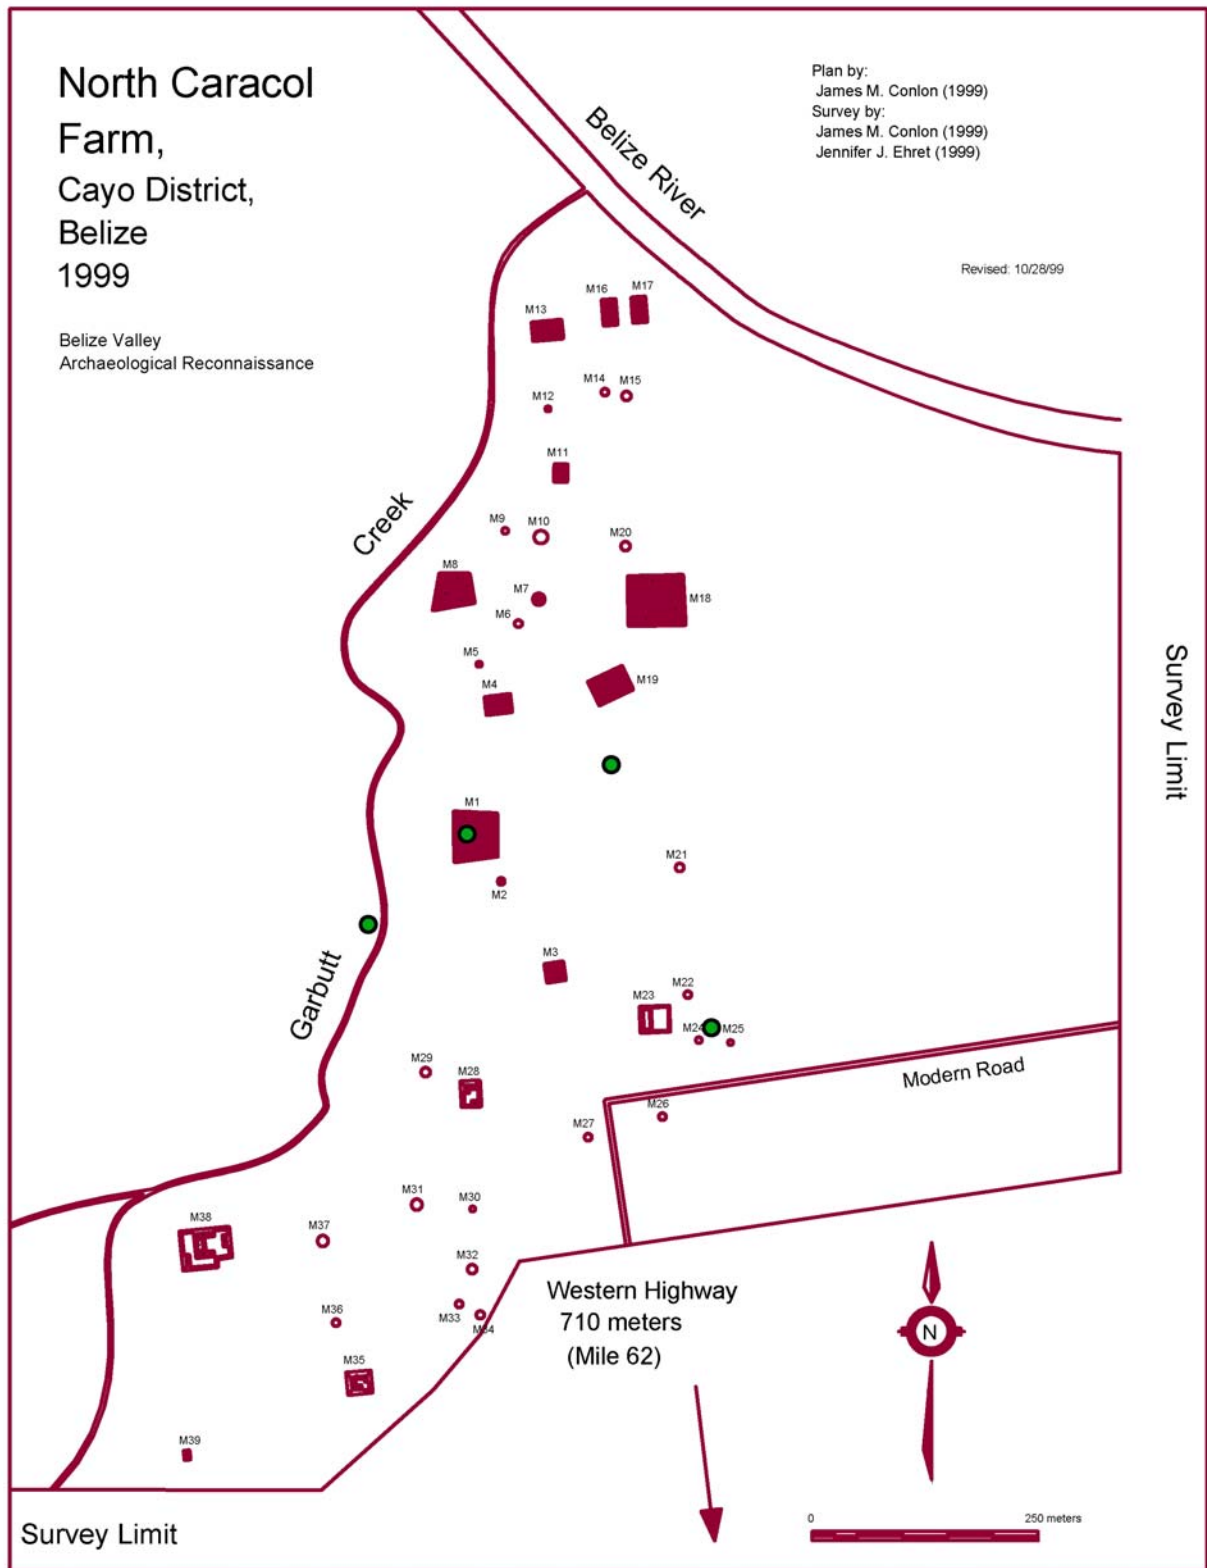 North Caracol
Farm,
Cayo District,
Belize
1999
Belize Valley
Archaeological Reconnaissance
Plan by:
James M. Conlon (1999)
Survey by:
James M. Conlon (1999)
Jennifer J. Ehret (1999)
Revised: 10/28/99
Belize River
M16
M17
M13
M14
M15
M12
M11
Creek
M9
M10
M20
M8
M7
M18
M6
M5
M4
M19
Survey Limit
M1
M21
M2
Garbutt
M3
M22
M23
M24
M25
M29
M28
Modern Road
M26
M27
M31
M30
M38
M37
M32
M33
M34
M36
M35
M39
Western Highway
710 meters
(Mile 62)
N
0
250 meters
Survey Limit